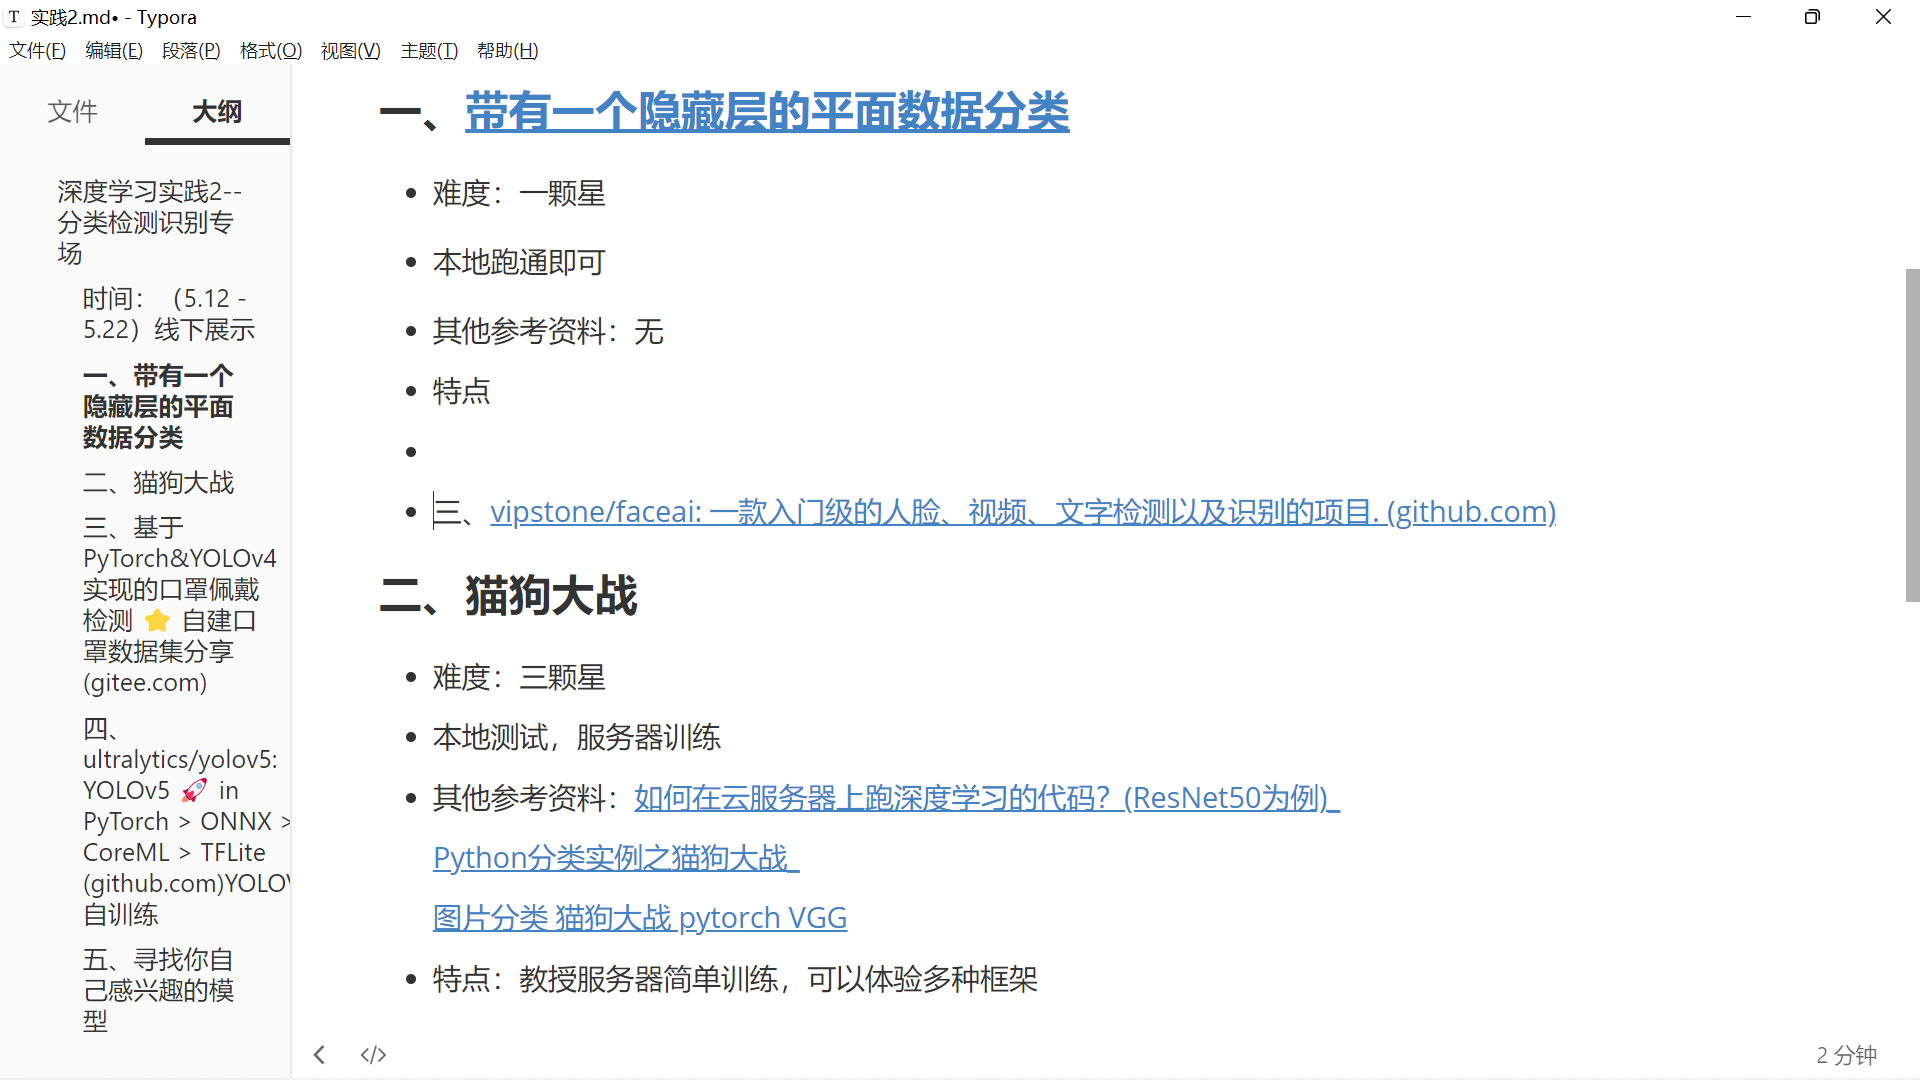 实践2.md• - Typora
文件(F) 编辑(E) 段落(P) 格式(O) 视图(V) 主题(T) 帮助(H)
文件 大纲
深度学习实践2--
分类检测识别专
场
时间：（5.12 -
5.22）线下展示
一、带有一个
隐藏层的平面
数据分类
二、猫狗大战
三、基于
PyTorch&YOLOv4
实现的口罩佩戴
检测 ⭐ 自建口
罩数据集分享
(gitee.com)
四、
ultralytics/yolov5:
YOLOv5 🚀 in
PyTorch > ONNX >
CoreML > TFLite
(github.com)YOLOV
自训练
五、寻找你自
己感兴趣的模
型
一、带有一个隐藏层的平面数据分类
• 难度：一颗星
• 本地跑通即可
• 其他参考资料：无
• 特点
•
• 三、vipstone/faceai: 一款入门级的人脸、视频、文字检测以及识别的项目. (github.com)
二、猫狗大战
• 难度：三颗星
• 本地测试，服务器训练
• 其他参考资料：如何在云服务器上跑深度学习的代码？(ResNet50为例)_
Python分类实例之猫狗大战_
图片分类 猫狗大战 pytorch VGG
• 特点：教授服务器简单训练，可以体验多种框架
</> 2 分钟